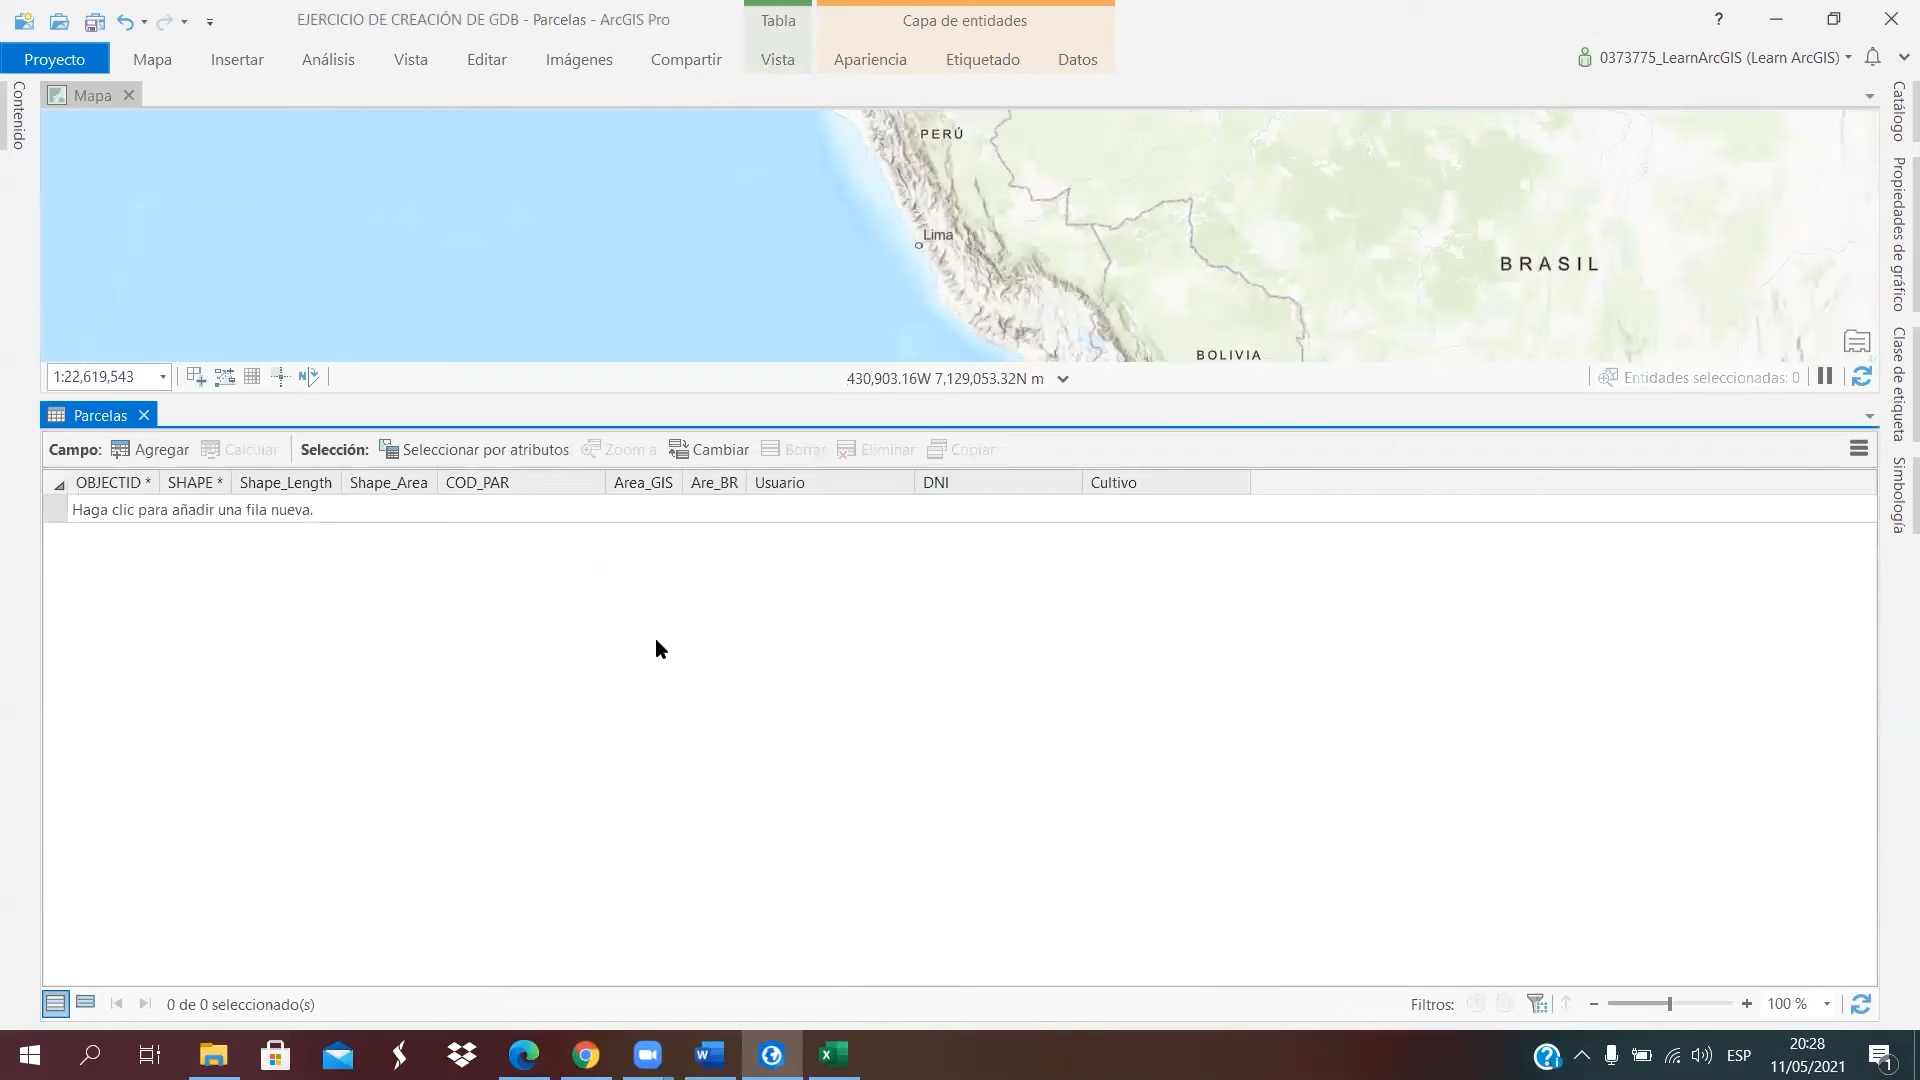 EJERCICIO DE CREACIÓN DE GDB - Parcelas - ArcGIS Pro
Tabla
Capa de entidades
?
Proyecto
Mapa
Insertar
Análisis
Vista
Editar
Imágenes
Compartir
Vista
Apariencia
Etiquetado
Datos
0373775_LearnArcGIS (Learn ArcGIS)
Contenido
Mapa
Catálogo
Propiedades de gráfico
Clase de etiqueta
Simbología
PERÚ
Lima
BRASIL
BOLIVIA
1:22,619,543
430,903.16W 7,129,053.32N m
Entidades seleccionadas: 0
Parcelas
Campo: Agregar Calcular Selección: Seleccionar por atributos Zoom a Cambiar Borrar Eliminar Copiar
OBJECTID * SHAPE * Shape_Length Shape_Area COD_PAR Area_GIS Are_BR Usuario DNI Cultivo
Haga clic para añadir una fila nueva.
0 de 0 seleccionado(s)
Filtros:
100 %
ESP
20:28
11/05/2021
1